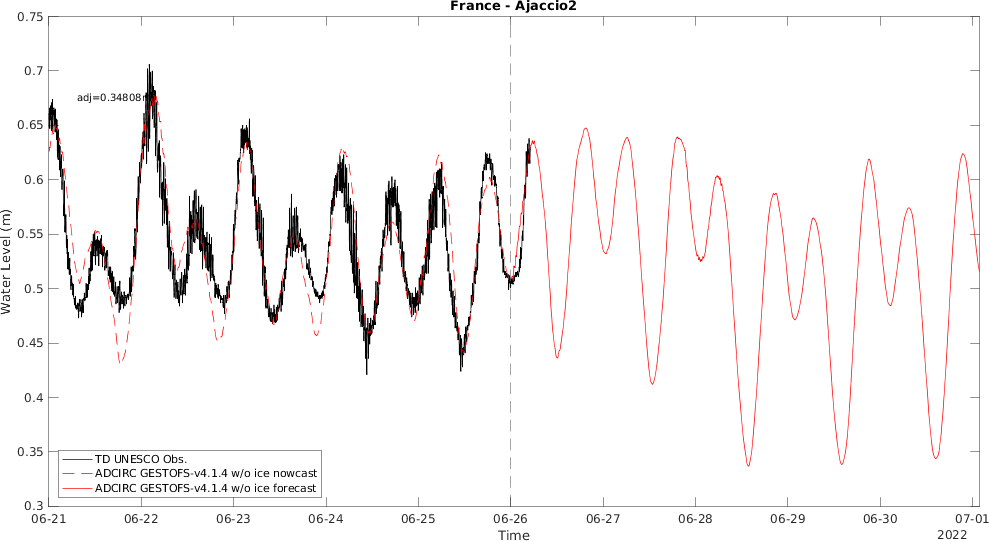 France - Ajaccio2
0.75
0.7
0.65
0.6
0.55
0.5
0.45
0.4
0.35
0.3
Water Level (m)
adj=0.34808m
TD UNESCO Obs.
ADCIRC GESTOFS-v4.1.4 w/o ice nowcast
ADCIRC GESTOFS-v4.1.4 w/o ice forecast
06-21 06-22 06-23 06-24 06-25 06-26 06-27 06-28 06-29 06-30 07-01
Time
2022